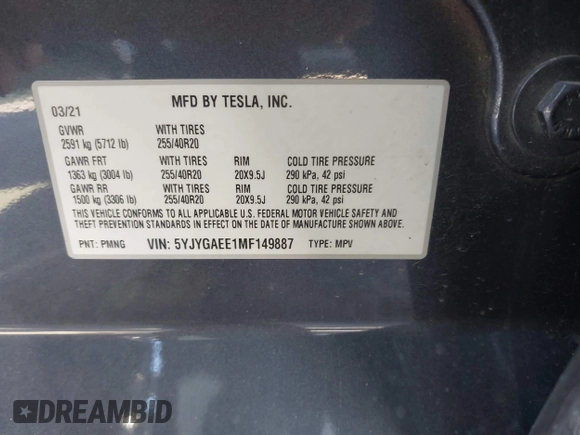 MFD BY TESLA, INC.
03/21
GVWR WITH TIRES
2591 kg (5712 lb) 255/40R20
GAWR FRT WITH TIRES RIM COLD TIRE PRESSURE
1363 kg (3004 lb) 255/40R20 20X9.5J 290 kPa, 42 psi
GAWR RR WITH TIRES RIM COLD TIRE PRESSURE
1500 kg (3306 lb) 255/40R20 20X9.5J 290 kPa, 42 psi
THIS VEHICLE CONFORMS TO ALL APPLICABLE U.S. FEDERAL MOTOR VEHICLE SAFETY AND
THEFT PREVENTION STANDARDS IN EFFECT ON THE DATE OF MANUFACTURE SHOWN ABOVE.
PNT: PMNG VIN: 5YJYGAEE1MF149887 TYPE: MPV
DREAMBID